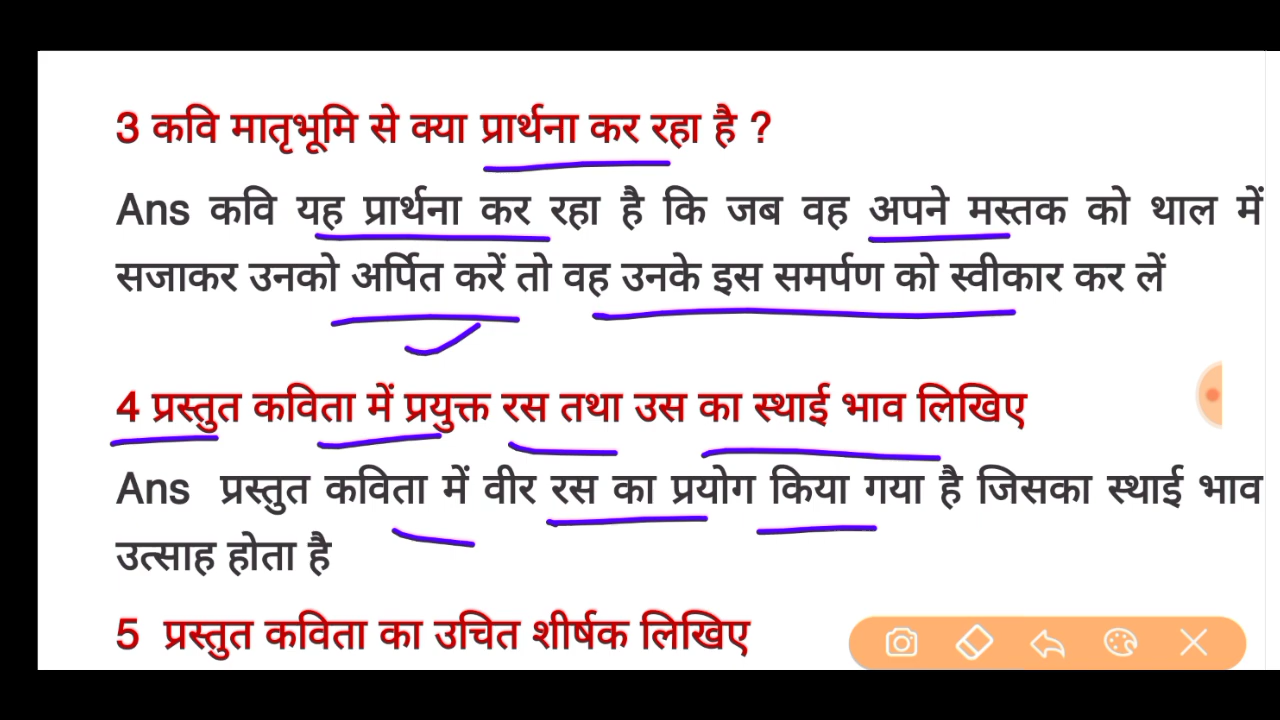 3 कवि मातृभूमि से क्या प्रार्थना कर रहा है ?
Ans कवि यह प्रार्थना कर रहा है कि जब वह अपने मस्तक को थाल में
सजाकर उनको अर्पित करें तो वह उनके इस समर्पण को स्वीकार कर लें
4 प्रस्तुत कविता में प्रयुक्त रस तथा उस का स्थाई भाव लिखिए
Ans प्रस्तुत कविता में वीर रस का प्रयोग किया गया है जिसका स्थाई भाव
उत्साह होता है
5 प्रस्तुत कविता का उचित शीर्षक लिखिए